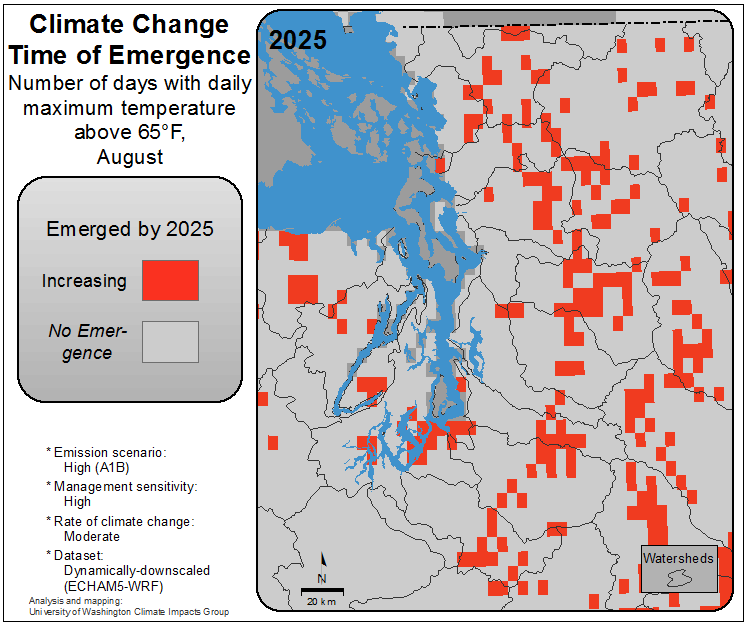 Climate Change
Time of Emergence
Number of days with daily
maximum temperature
above 65°F,
August
Emerged by 2025
Increasing
No Emer-
gence
* Emission scenario:
High (A1B)
* Management sensitivity:
High
* Rate of climate change:
Moderate
* Dataset:
Dynamically-downscaled
(ECHAM5-WRF)
Analysis and mapping:
University of Washington Climate Impacts Group
2025
N
20 km
Watersheds